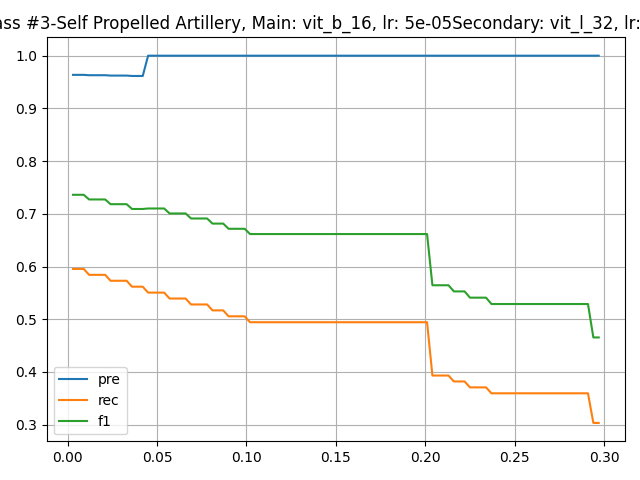 ass #3-Self Propelled Artillery, Main: vit_b_16, lr: 5e-05Secondary: vit_l_32, lr:
1.0
0.9
0.8
0.7
0.6
0.5
0.4
0.3
pre
rec
f1
0.00 0.05 0.10 0.15 0.20 0.25 0.30